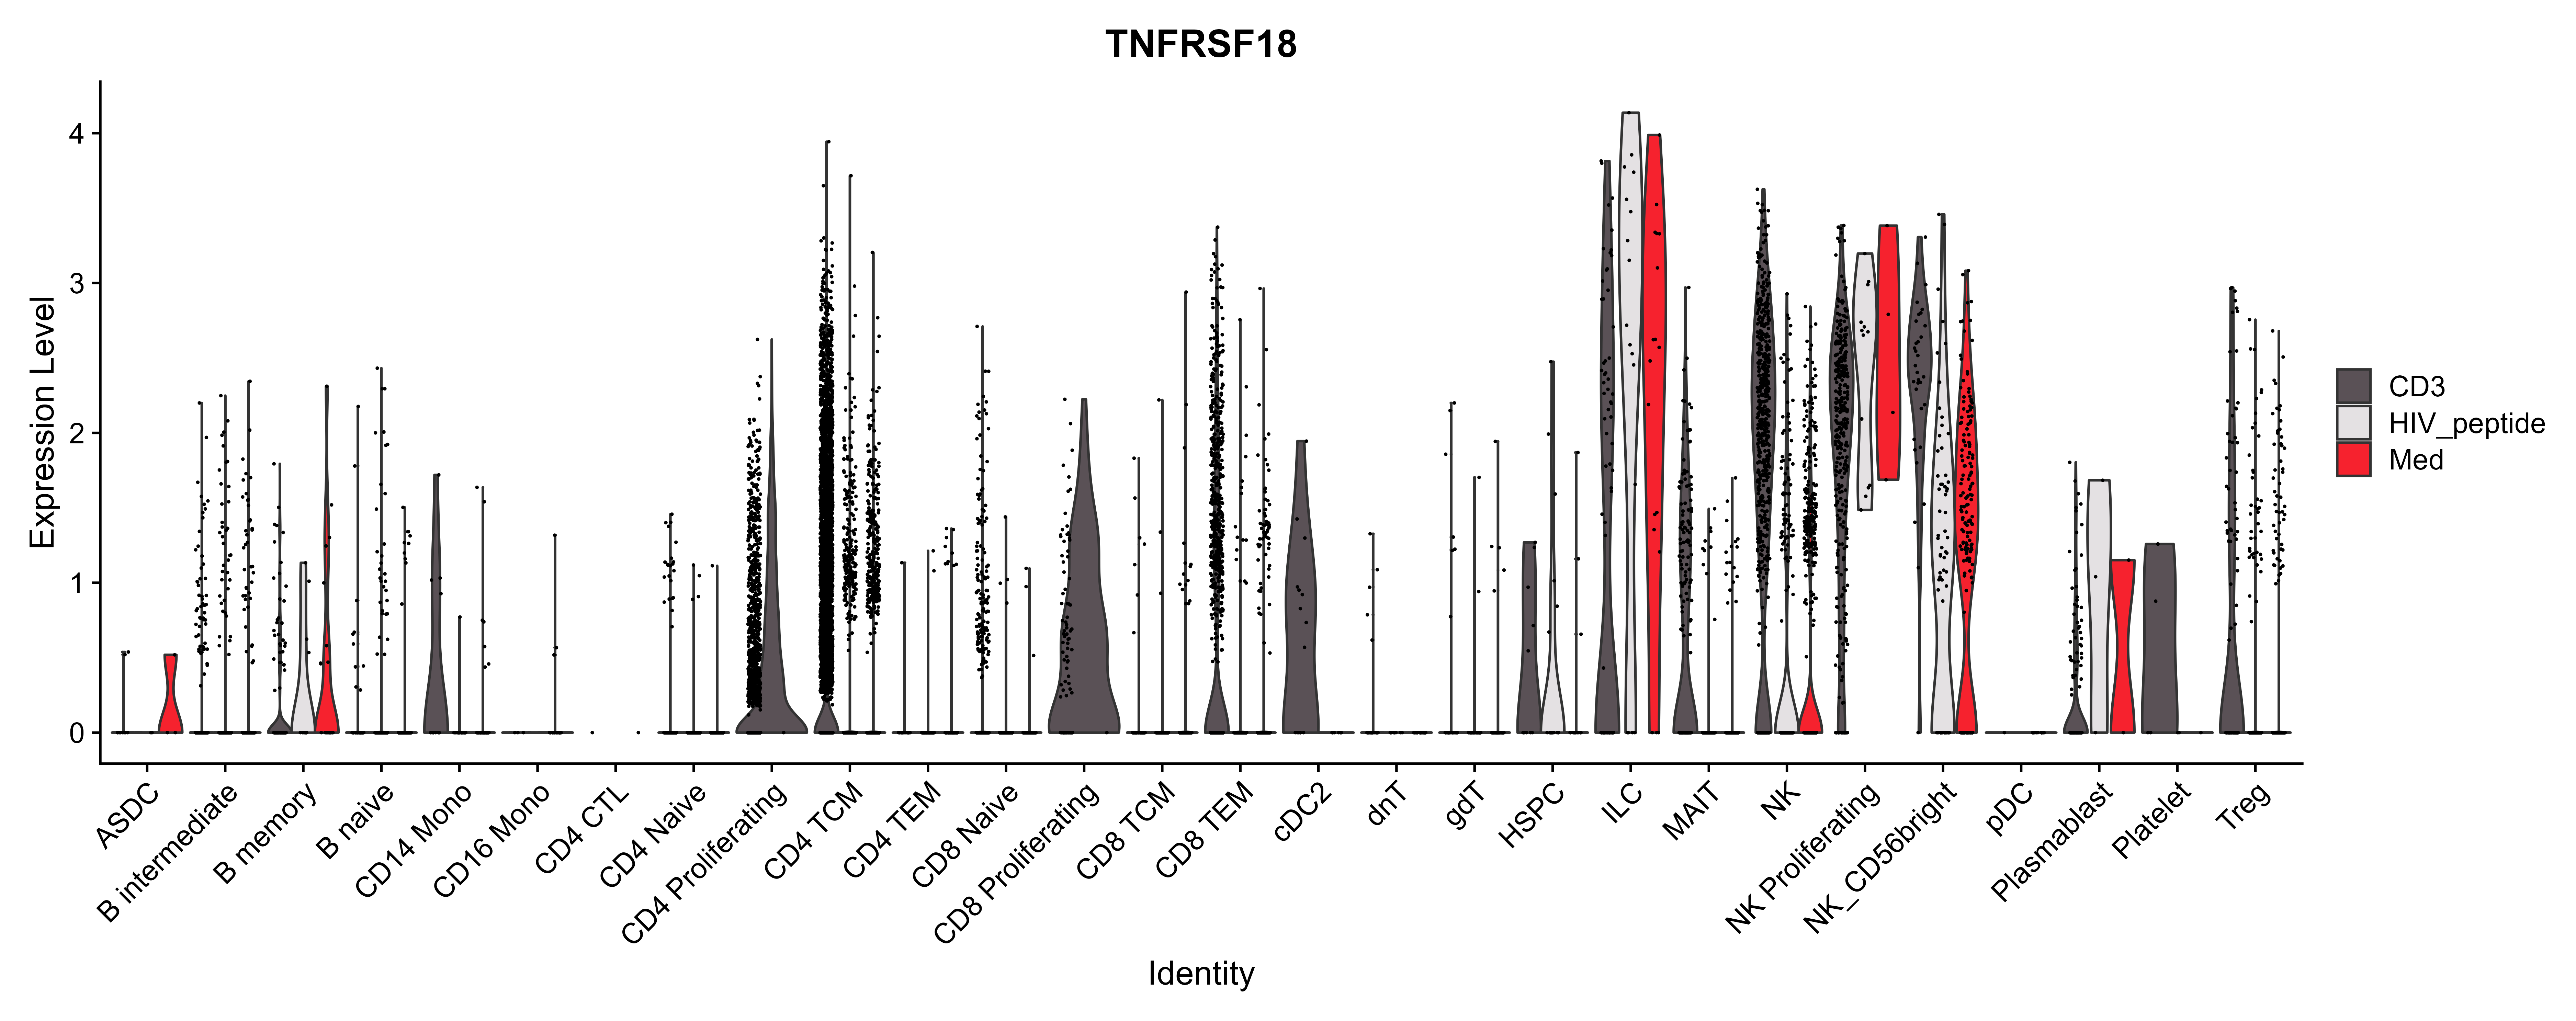 TNFRSF18
Expression Level
4
3
2
1
0
ASDC
B intermediate
B memory
B naive
CD14 Mono
CD16 Mono
CD4 CTL
CD4 Naive
CD4 Proliferating
CD4 TCM
CD4 TEM
CD8 Naive
CD8 Proliferating
CD8 TCM
CD8 TEM
cDC2
dnT
gdT
HSPC
ILC
MAIT
NK
NK Proliferating
NK_CD56bright
pDC
Plasmablast
Platelet
Treg
Identity
CD3
HIV_peptide
Med